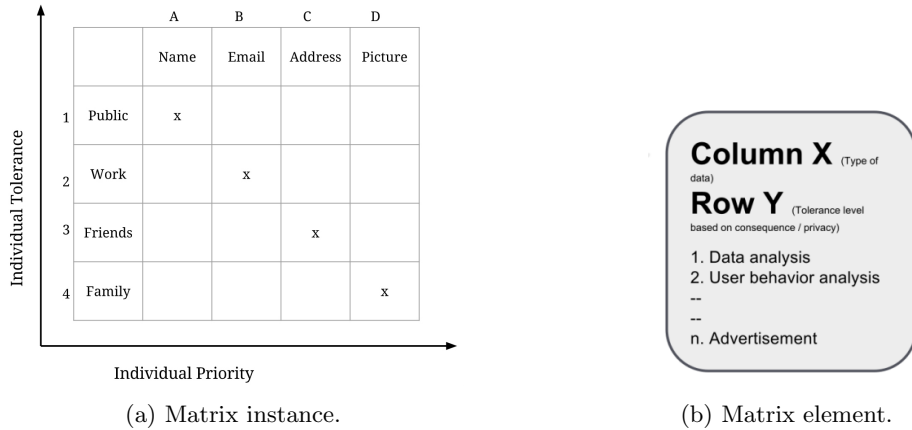 A B C D
Name Email Address Picture
1 Public x
2 Work x
3 Friends x
4 Family x
Individual Tolerance
Individual Priority
(a) Matrix instance.
Column X (Type of
data)
Row Y (Tolerance level
based on consequence / privacy)
1. Data analysis
2. User behavior analysis
--
--
n. Advertisement
(b) Matrix element.